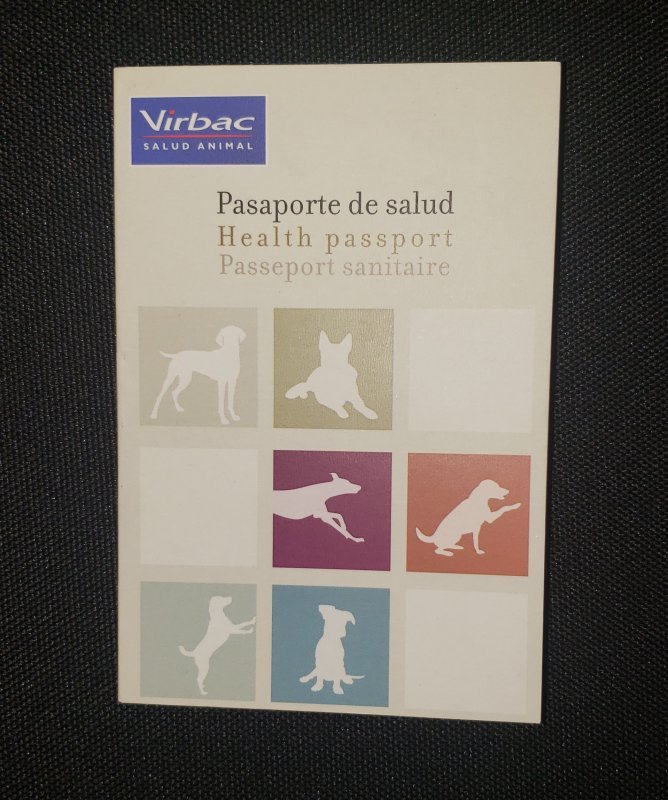 Virbac
SALUD ANIMAL
Pasaporte de salud
Health passport
Passeport sanitaire